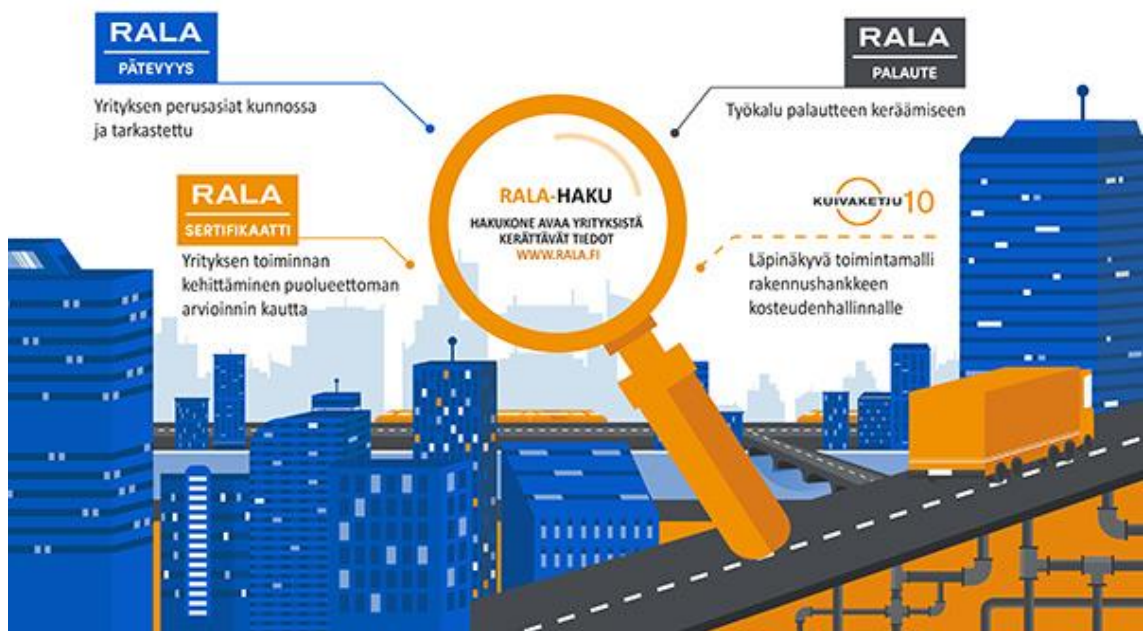 RALA
PÄTEVYYS
Yrityksen perusasiat kunnossa
ja tarkastettu
RALA
SERTIFIKAATTI
Yrityksen toiminnan
kehittäminen puolueettoman
arvioinnin kautta
RALA-HAKU
HAKUKONE AVAA YRITYKSISTÄ
KERÄTTÄVÄT TIEDOT
WWW.RALA.FI
RALA
PALAUTE
Työkalu palautteen keräämiseen
KUIVAKETJU10
Läpinäkyvä toimintamalli
rakennushankkeen
kosteudenhallinnalle